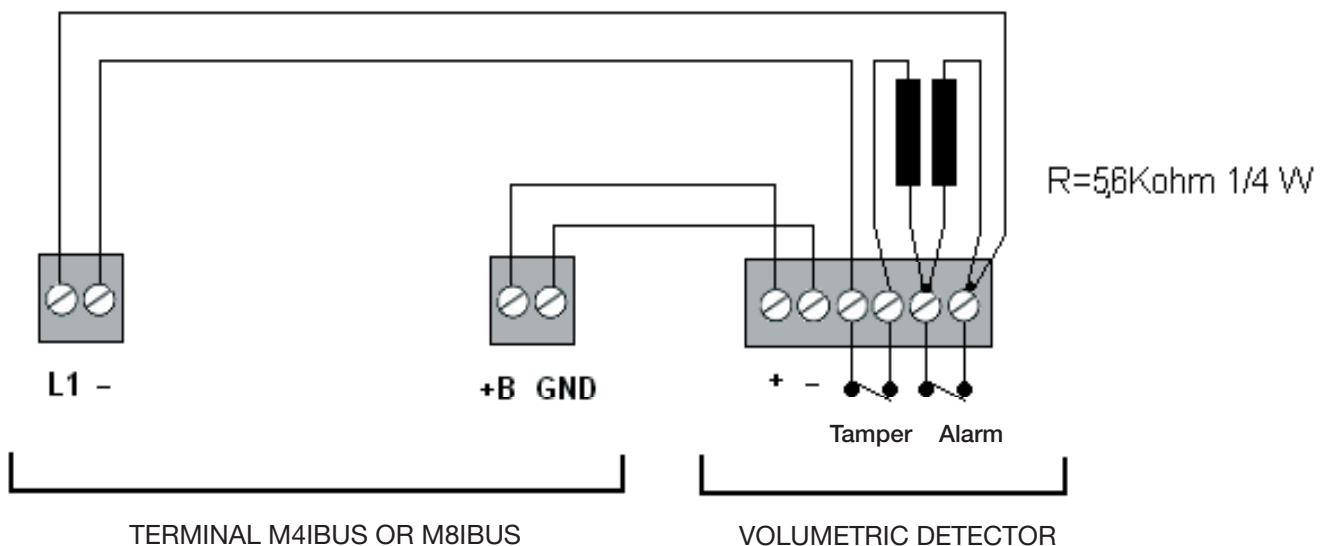 R=5,6Kohm 1/4 W
L1 -
+B GND
+ -
Tamper Alarm
TERMINAL M4IBUS OR M8IBUS
VOLUMETRIC DETECTOR